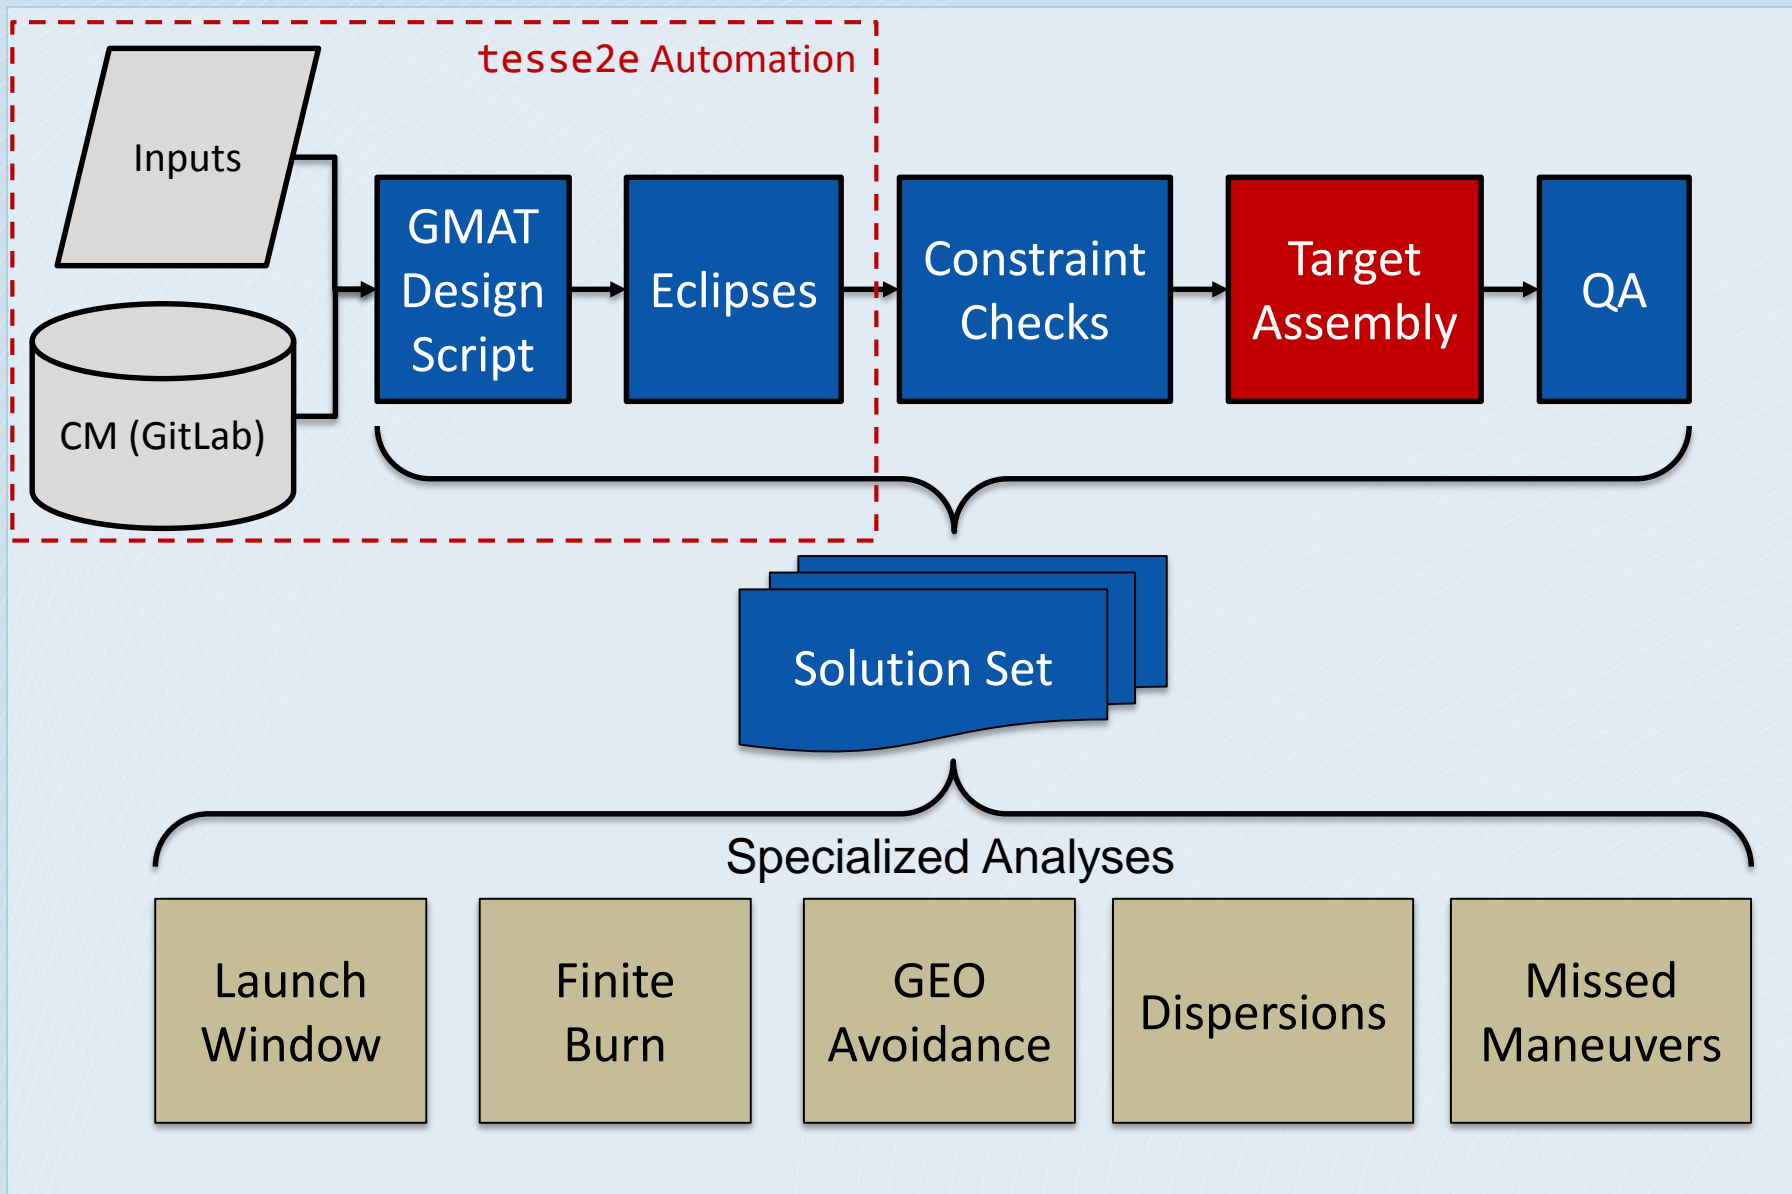 tesse2e Automation
Inputs
CM (GitLab)
GMAT
Design
Script
Eclipses
Constraint
Checks
Target
Assembly
QA
Solution Set
Specialized Analyses
Launch
Window
Finite
Burn
GEO
Avoidance
Dispersions
Missed
Maneuvers